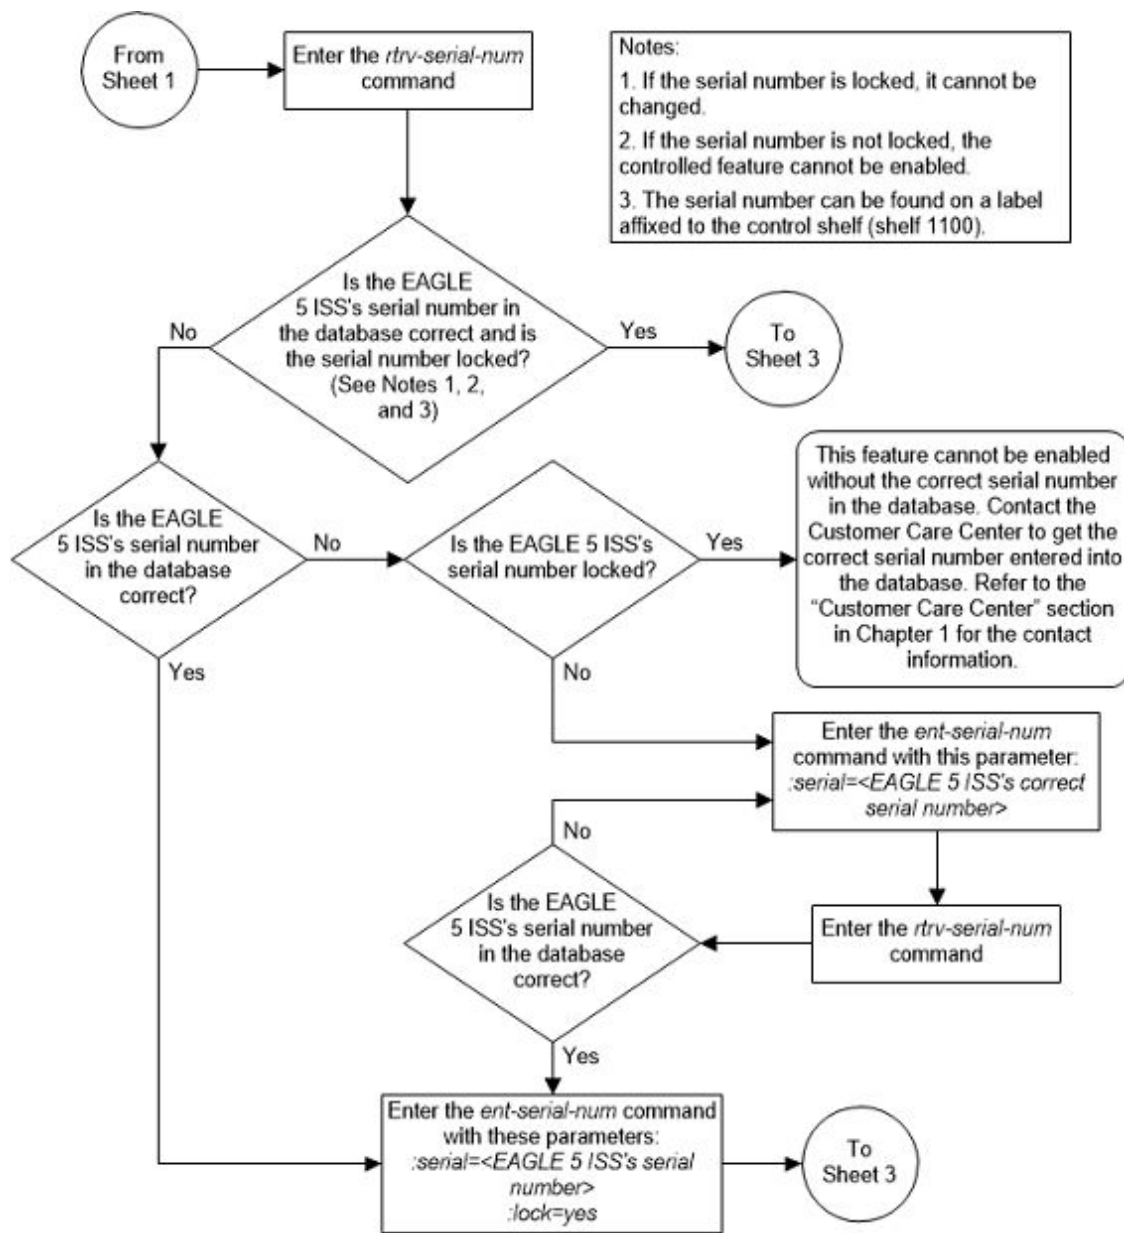 From
Sheet 1
Enter the rtrv-serial-num
command
Notes:
1. If the serial number is locked, it cannot be
changed.
2. If the serial number is not locked, the
controlled feature cannot be enabled.
3. The serial number can be found on a label
affixed to the control shelf (shelf 1100).
Is the EAGLE
5 ISS's serial number in
the database correct and is
the serial number locked?
(See Notes 1, 2,
and 3)
No
Yes
To
Sheet 3
Is the EAGLE
5 ISS's serial number
in the database
correct?
No
Yes
Is the EAGLE 5 ISS's
serial number locked?
Yes
No
This feature cannot be enabled
without the correct serial number
in the database. Contact the
Customer Care Center to get the
correct serial number entered into
the database. Refer to the
“Customer Care Center” section
in Chapter 1 for the contact
information.
Enter the ent-serial-num
command with this parameter:
:serial=<EAGLE 5 ISS's correct
serial number>
Enter the rtrv-serial-num
command
No
Is the EAGLE
5 ISS's serial number
in the database
correct?
Yes
Enter the ent-serial-num command
with these parameters:
:serial=<EAGLE 5 ISS's serial
number>
:lock=yes
To
Sheet 3